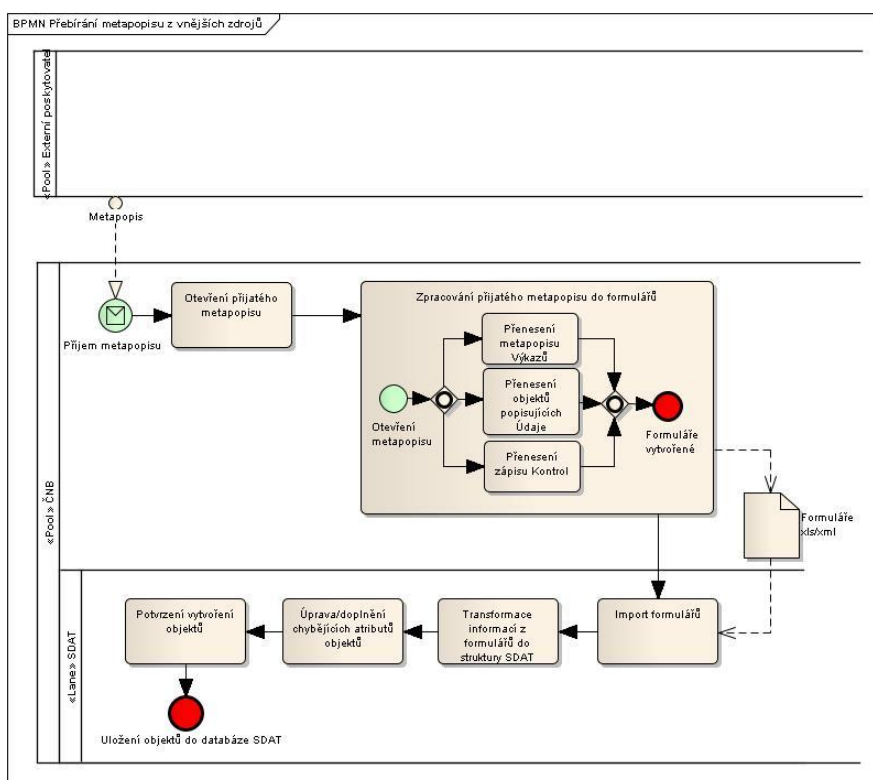 BPMN Přebírání metapopisu z vnějších zdrojů
«Pool» Externí poskytovatel
Metapopis
«Pool» ČNB
Příjem metapopisu
Otevření přijatého
metapopisu
Zpracování přijatého metapopisu do formulářů
Otevření
metapopisu
Přenesení
metapopisu
Výkazů
Přenesení
objektů
popisujících
Údaje
Přenesení
zápisu Kontrol
Formuláře
vytvořené
Formuláře
xls/xml
«Lane» SDAT
Potvrzení vytvoření
objektů
Úprava/doplnění
chybějících atributů
objektů
Transformace
informací z
formulářů do
struktury SDAT
Import formulářů
Uložení objektů do databáze SDAT